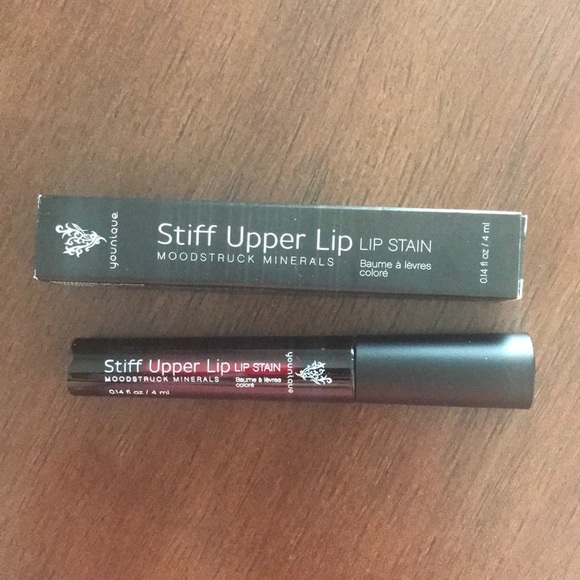 younique
Stiff Upper Lip LIP STAIN
MOODSTRUCK MINERALS
Baume à lèvres
coloré
0.14 fl oz / 4 ml
Stiff Upper Lip LIP STAIN
MOODSTRUCK MINERALS
Baume à lèvres
coloré
0.14 fl oz / 4 ml
younique